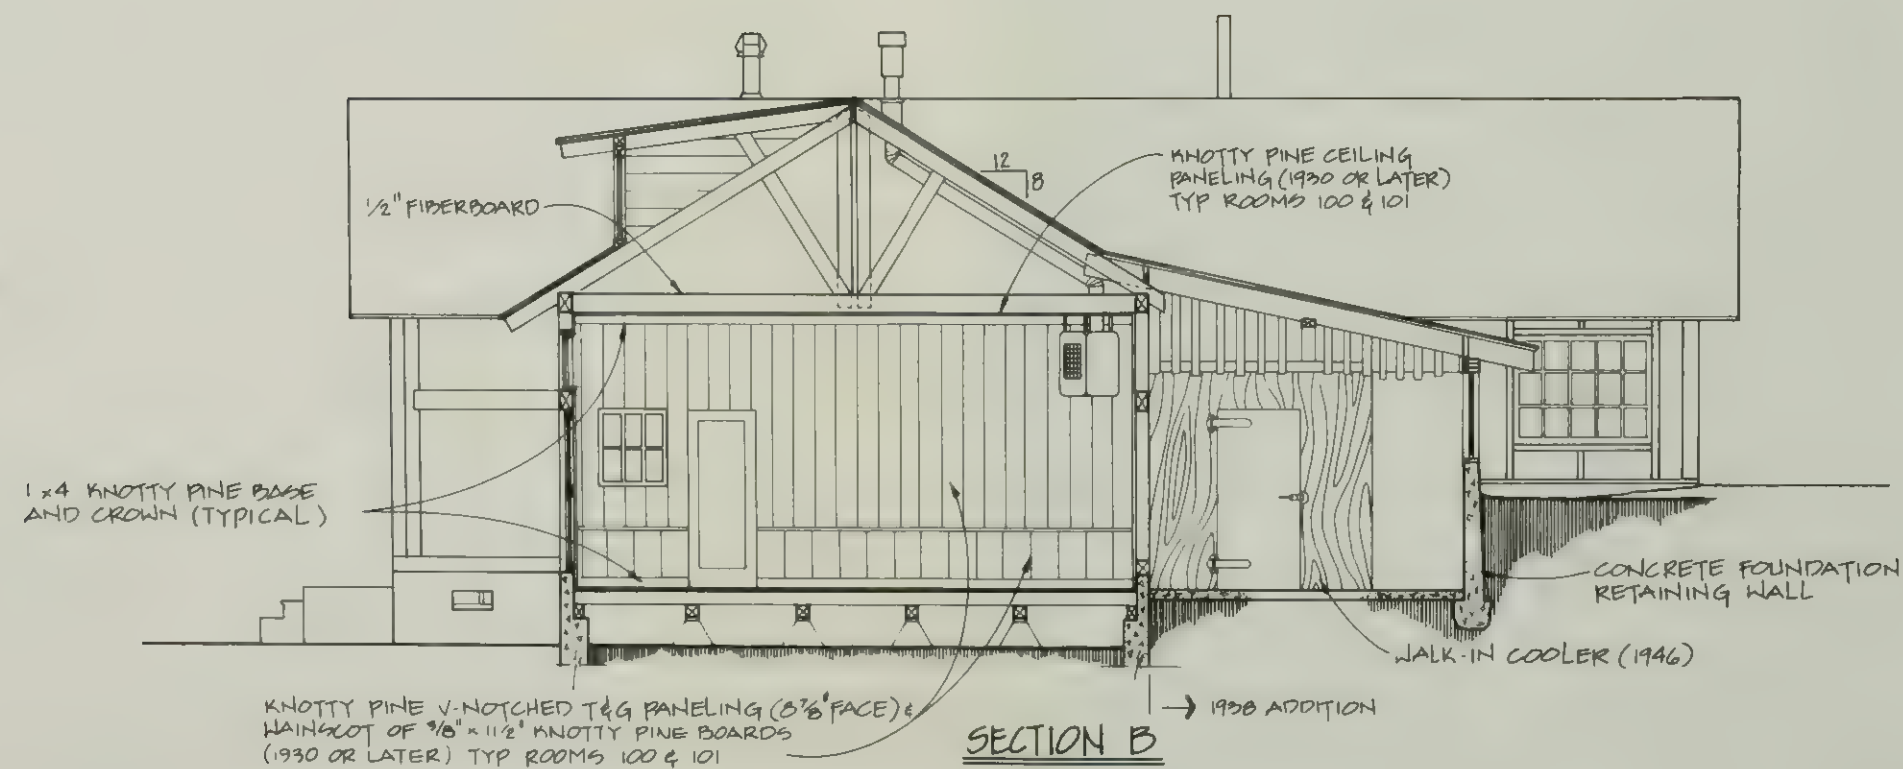 12
8
KNOTTY PINE CEILING
PANELING (1930 OR LATER)
TYP ROOMS 100 & 101
1/2" FIBERBOARD
1 x 4 KNOTTY PINE BASE
AND CROWN (TYPICAL)
CONCRETE FOUNDATION
RETAINING WALL
WALK-IN COOLER (1946)
KNOTTY PINE V-NOTCHED T&G PANELING (8 7/8" FACE) &
WAINSCOT OF 3/8" x 11 1/2" KNOTTY PINE BOARDS
(1930 OR LATER) TYP ROOMS 100 & 101
→ 1938 ADDITION
SECTION B